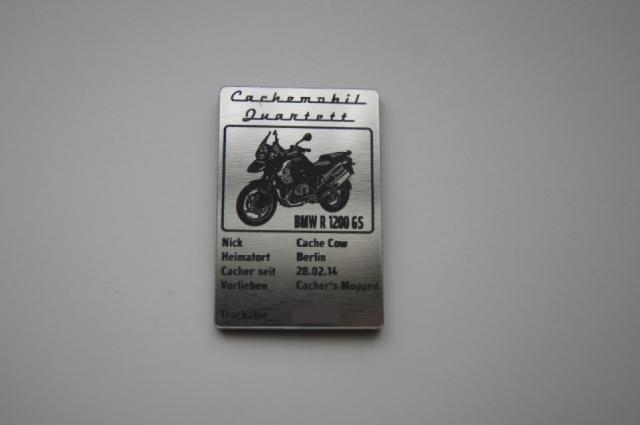 Cachemobil
Quartett
BMW R 1200 GS
Nick Cache Cow
Heimatort Berlin
Cacher seit 28.02.14
Vorlieben Cacher's Mopped
Trackable